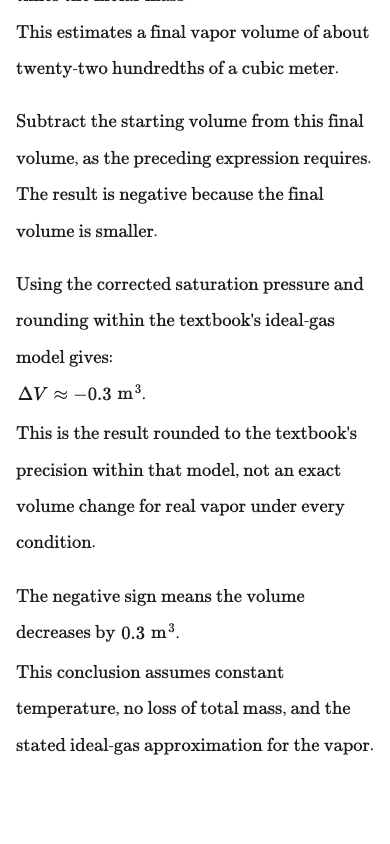 This estimates a final vapor volume of about
twenty-two hundredths of a cubic meter.
Subtract the starting volume from this final
volume, as the preceding expression requires.
The result is negative because the final
volume is smaller.
Using the corrected saturation pressure and
rounding within the textbook's ideal-gas
model gives:
ΔV ≈ −0.3 m³.
This is the result rounded to the textbook's
precision within that model, not an exact
volume change for real vapor under every
condition.
The negative sign means the volume
decreases by 0.3 m³.
This conclusion assumes constant
temperature, no loss of total mass, and the
stated ideal-gas approximation for the vapor.